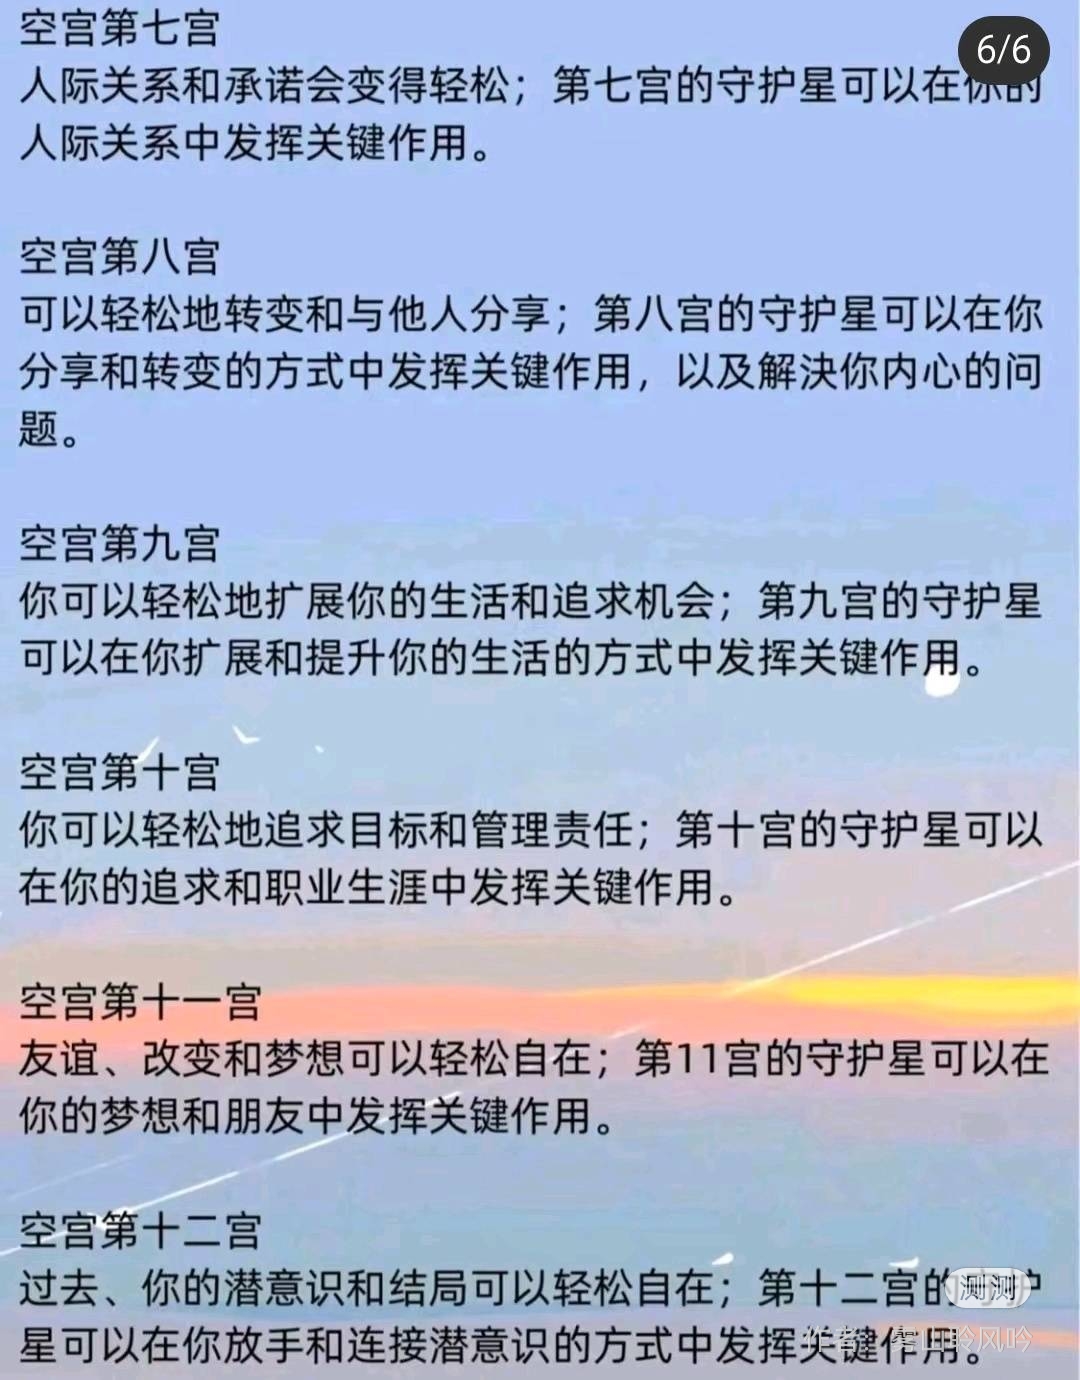 空宫第七宫
6/6
人际关系和承诺会变得轻松；第七宫的守护星可以在你的
人际关系中发挥关键作用。
空宫第八宫
可以轻松地转变和与他人分享；第八宫的守护星可以在你
分享和转变的方式中发挥关键作用，以及解決你内心的问
题。
空宫第九宫
你可以轻松地扩展你的生活和追求机会；第九宫的守护星
可以在你扩展和提升你的生活的方式中发挥关键作用。
空宫第十宫
你可以轻松地追求目标和管理责任；第十宫的守护星可以
在你的追求和职业生涯中发挥关键作用。
空宫第十一宫
友谊、改变和梦想可以轻松自在；第11宫的守护星可以在
你的梦想和朋友中发挥关键作用。
空宫第十二宫
过去、你的潜意识和结局可以轻松自在；第十二宫的守护
测测
星可以在你放手和连接潜意识的方式中发挥关键作用。
作者：雾山聆风吟